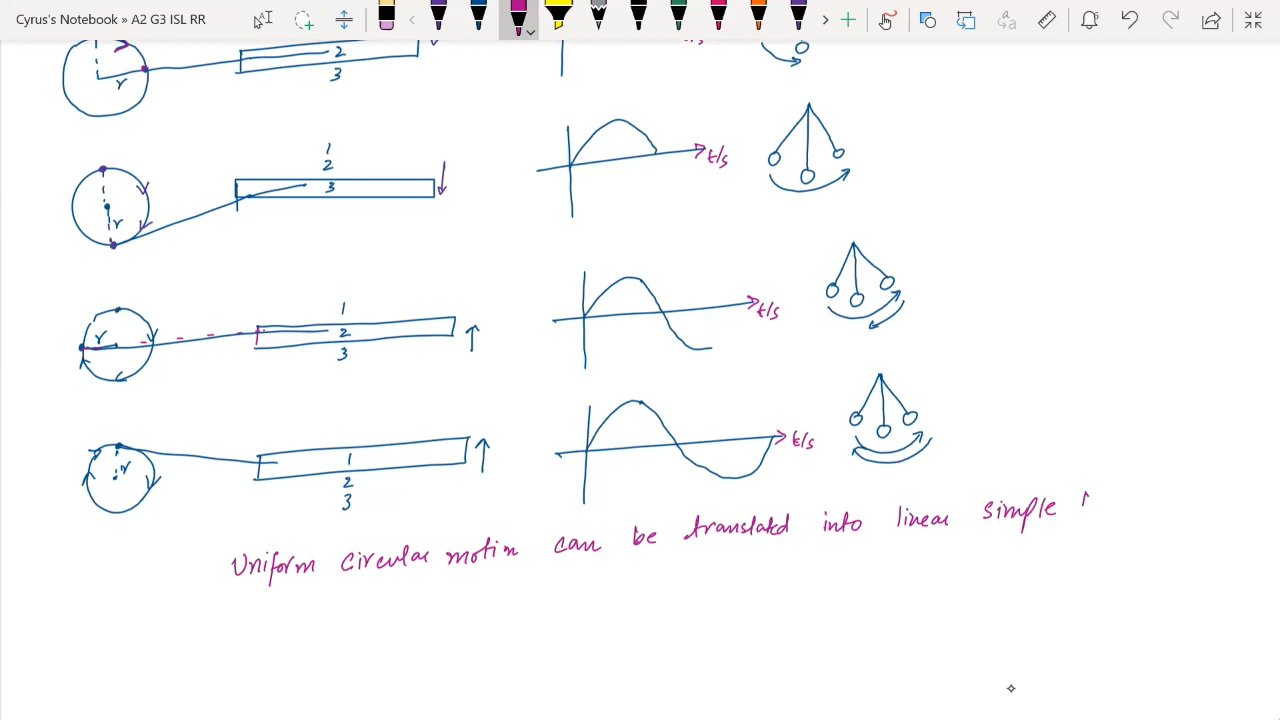 Cyrus's Notebook » A2 G3 ISL RR
r
2
3
1
2
3
t/s
r
1
2
3
t/s
r
1
2
3
t/s
r
Uniform circular motion can be translatd into linear simple